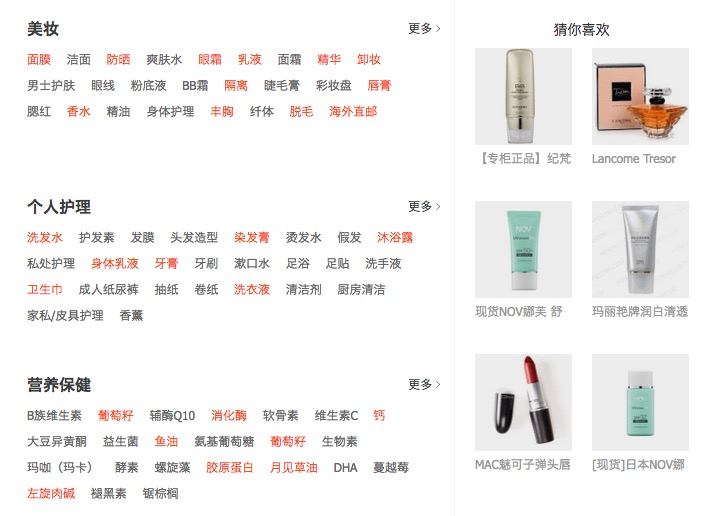 美妆 更多
面膜 洁面 防晒 爽肤水 眼霜 乳液 面霜 精华 卸妆
男士护肤 眼线 粉底液 BB霜 隔离 睫毛膏 彩妆盘 唇膏
腮红 香水 精油 身体护理 丰胸 纤体 脱毛 海外直邮
个人护理 更多
洗发水 护发素 发膜 头发造型 染发膏 烫发水 假发 沐浴露
私处护理 身体乳液 牙膏 牙刷 漱口水 足浴 足贴 洗手液
卫生巾 成人纸尿裤 抽纸 卷纸 洗衣液 清洁剂 厨房清洁
家私/皮具护理 香薰
营养保健 更多
B族维生素 葡萄籽 辅酶Q10 消化酶 软骨素 维生素C 钙
大豆异黄酮 益生菌 鱼油 氨基葡萄糖 葡萄籽 生物素
玛咖（玛卡） 酵素 螺旋藻 胶原蛋白 月见草油 DHA 蔓越莓
左旋肉碱 褪黑素 锯棕榈
猜你喜欢
BB
【专柜正品】纪梵
Lancome Tresor
NOV
现货NOV娜芙 舒
玛丽艳牌润白清透
MAC魅可子弹头唇
NOV
[现货]日本NOV娜